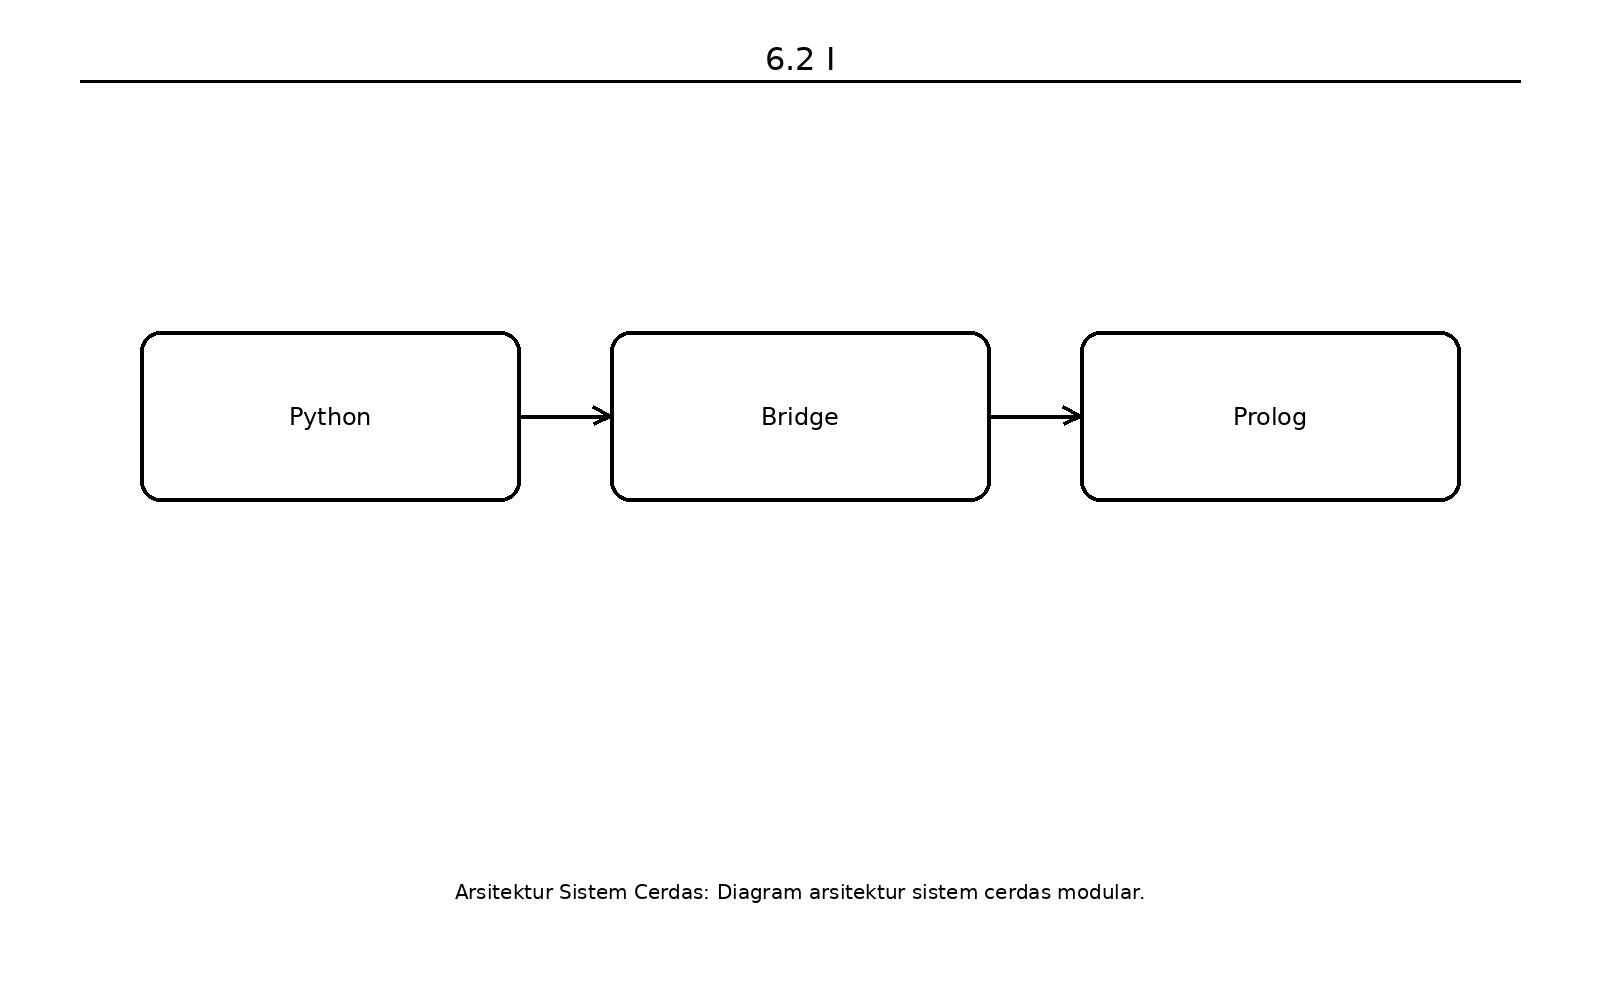 6.2 I
Python
Bridge
Prolog
Arsitektur Sistem Cerdas: Diagram arsitektur sistem cerdas modular.